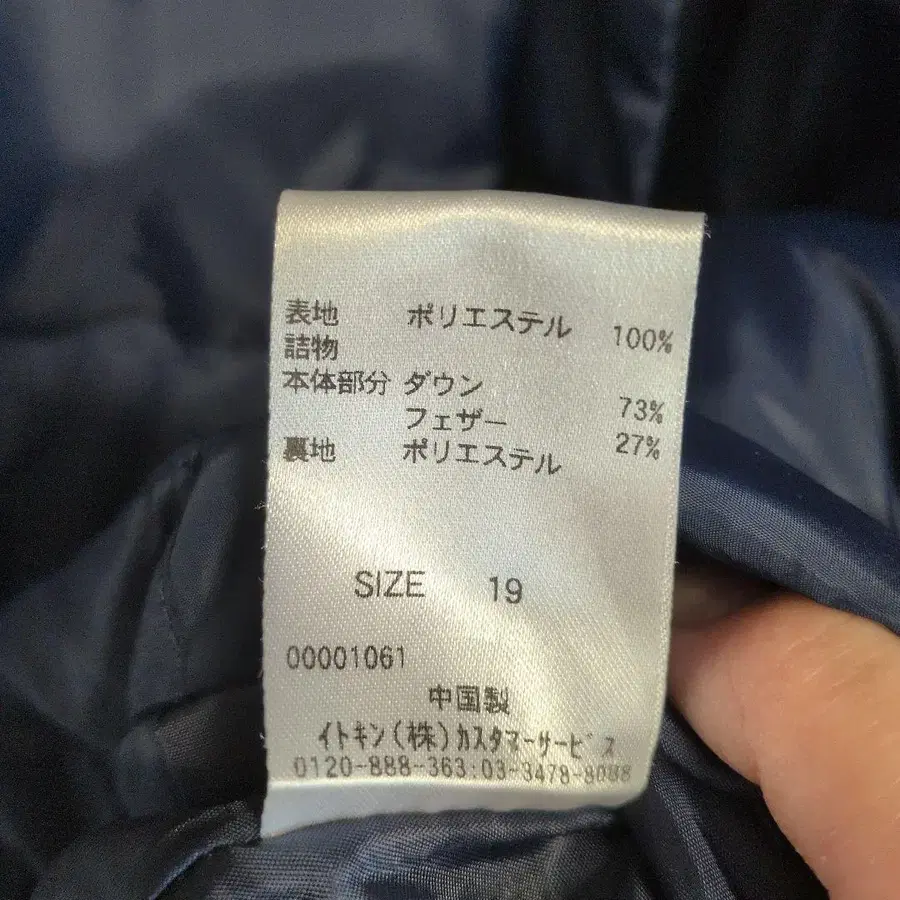 表地 ポリエステル 100%
詰物
本体部分 ダウン 73%
フェザー 27%
裏地 ポリエステル
SIZE 19
00001061
中国製
イトキン(株)カスタマーサービス
0120-888-363:03-3478-8088